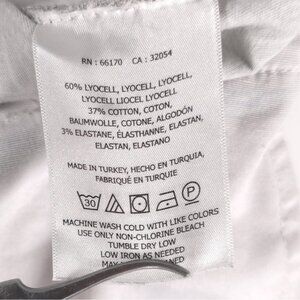 RN : 66170 CA : 32054
60% LYOCELL, LYOCELL, LYOCELL,
LYOCELL LIOCEL LYOCELL
37% COTTON, COTON,
BAUMWOLLE, COTONE, ALGODÓN
3% ELASTANE, ÉLASTHANNE, ELASTAN,
ELASTAN, ELASTANO
MADE IN TURKEY, HECHO EN TURQUIA,
FABRIQUÉ EN TURQUIE
30 P
MACHINE WASH COLD WITH LIKE COLORS
USE ONLY NON-CHLORINE BLEACH
TUMBLE DRY LOW
LOW IRON AS NEEDED
MAY